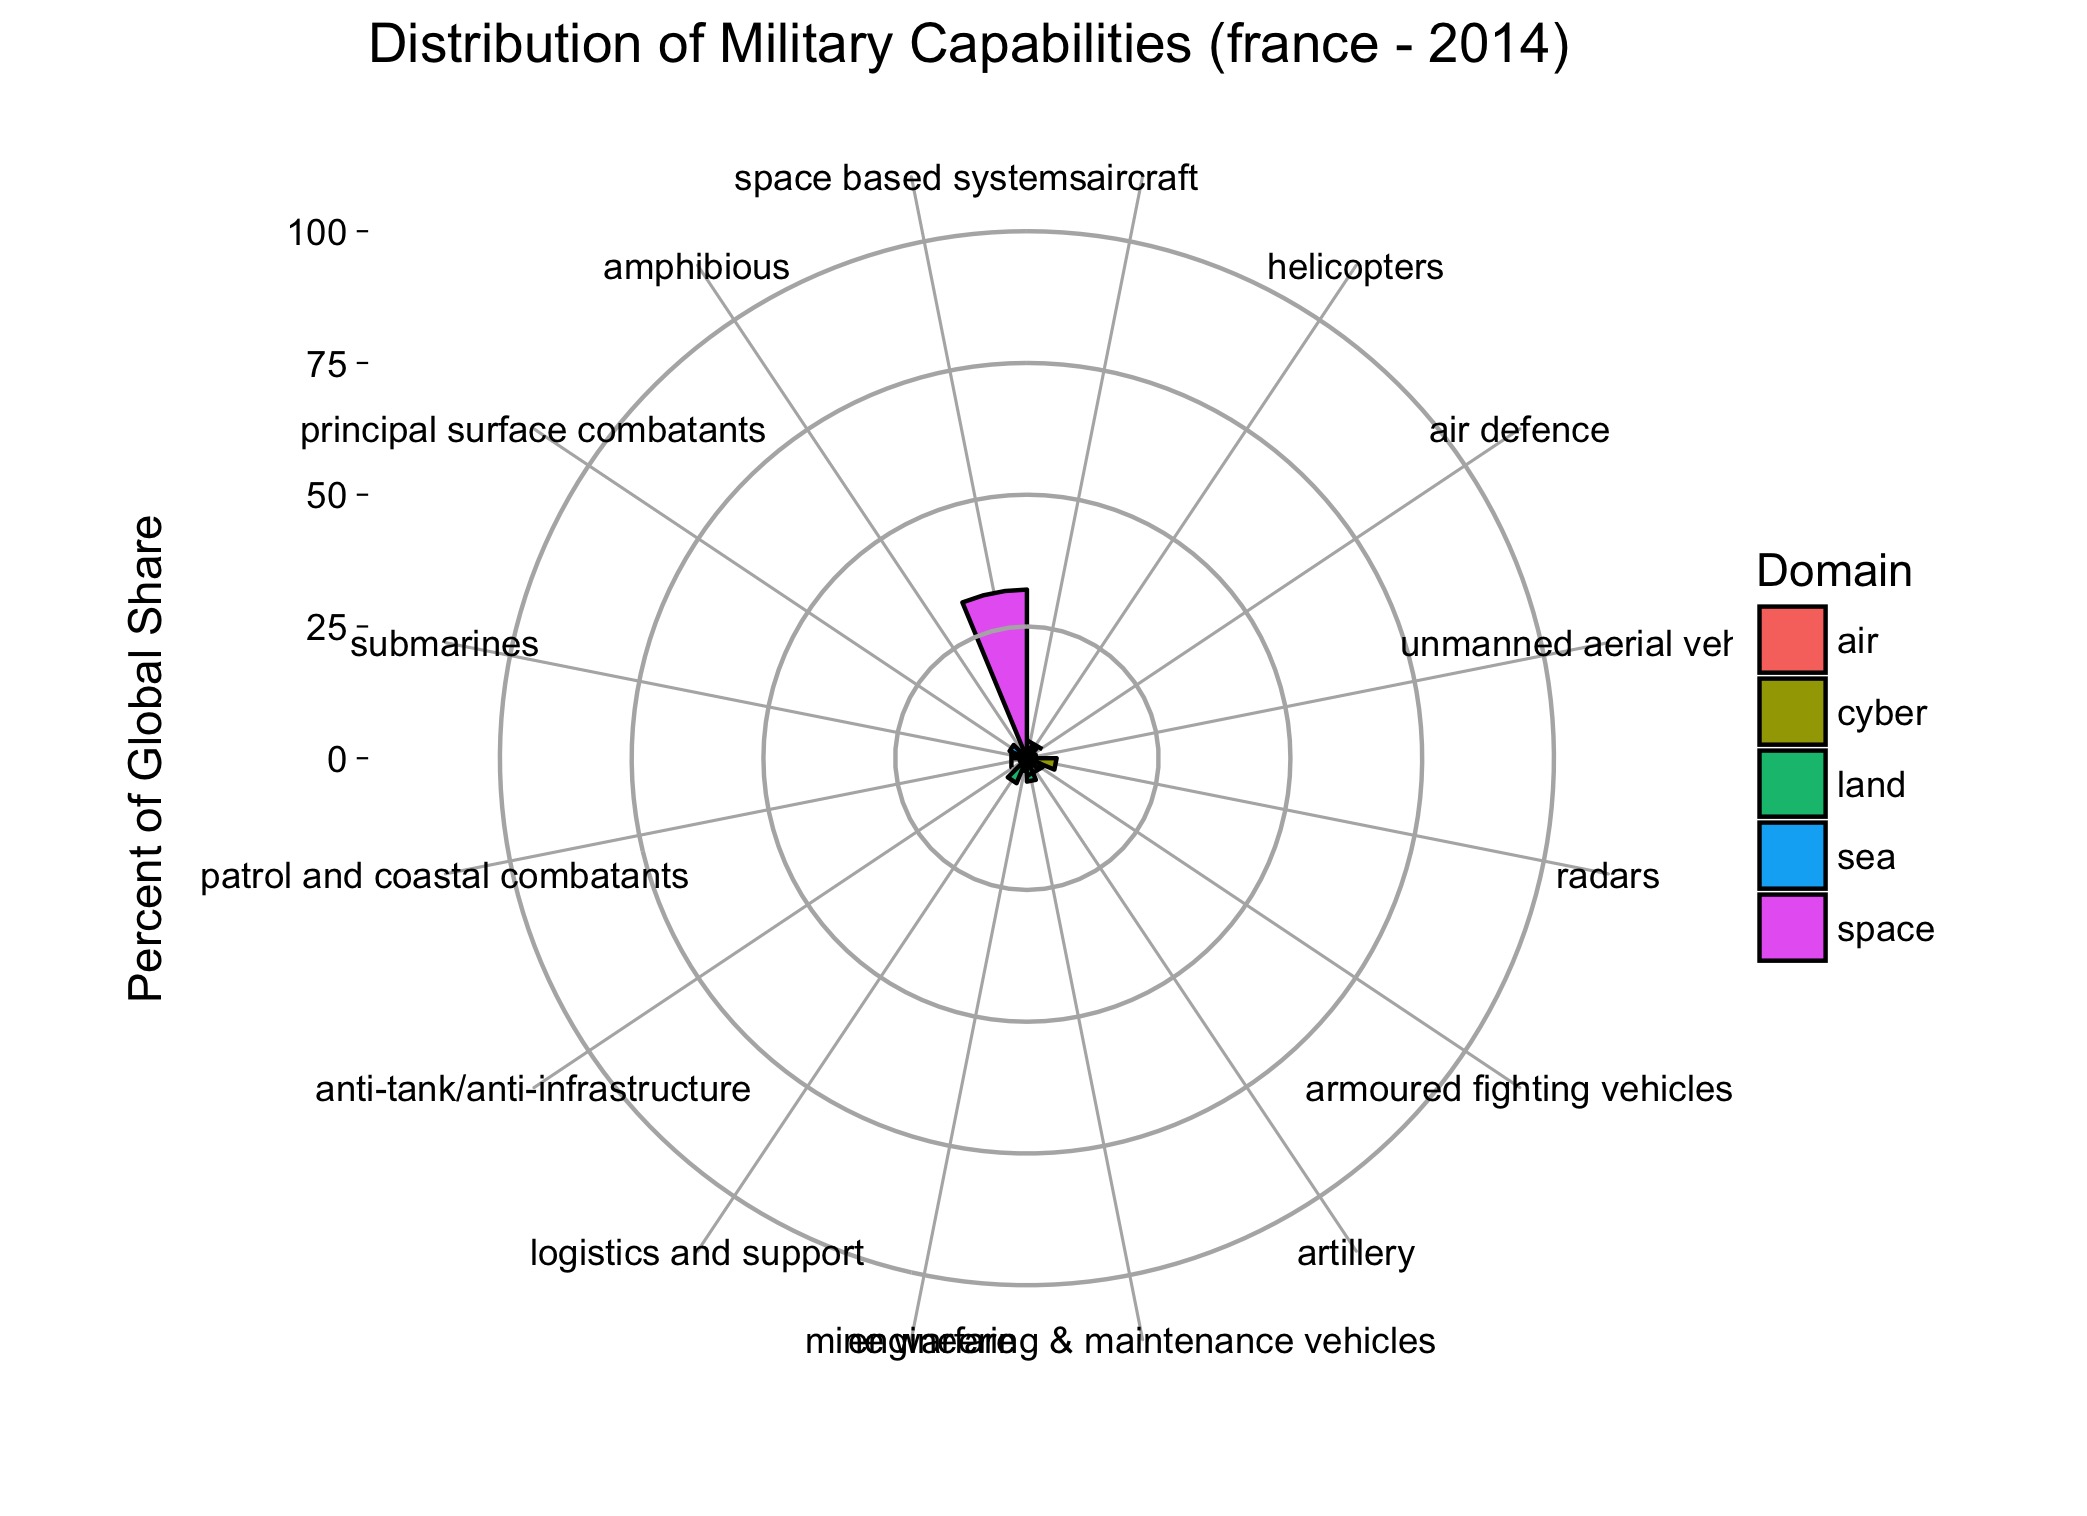 Distribution of Military Capabilities (france - 2014)
space based systems
aircraft
100
amphibious
helicopters
75
principal surface combatants
air defence
50
25
submarines
unmanned aerial veh
0
patrol and coastal combatants
radars
anti-tank/anti-infrastructure
armoured fighting vehicles
logistics and support
artillery
mine warfare
engineering & maintenance vehicles
Percent of Global Share
Domain
air
cyber
land
sea
space